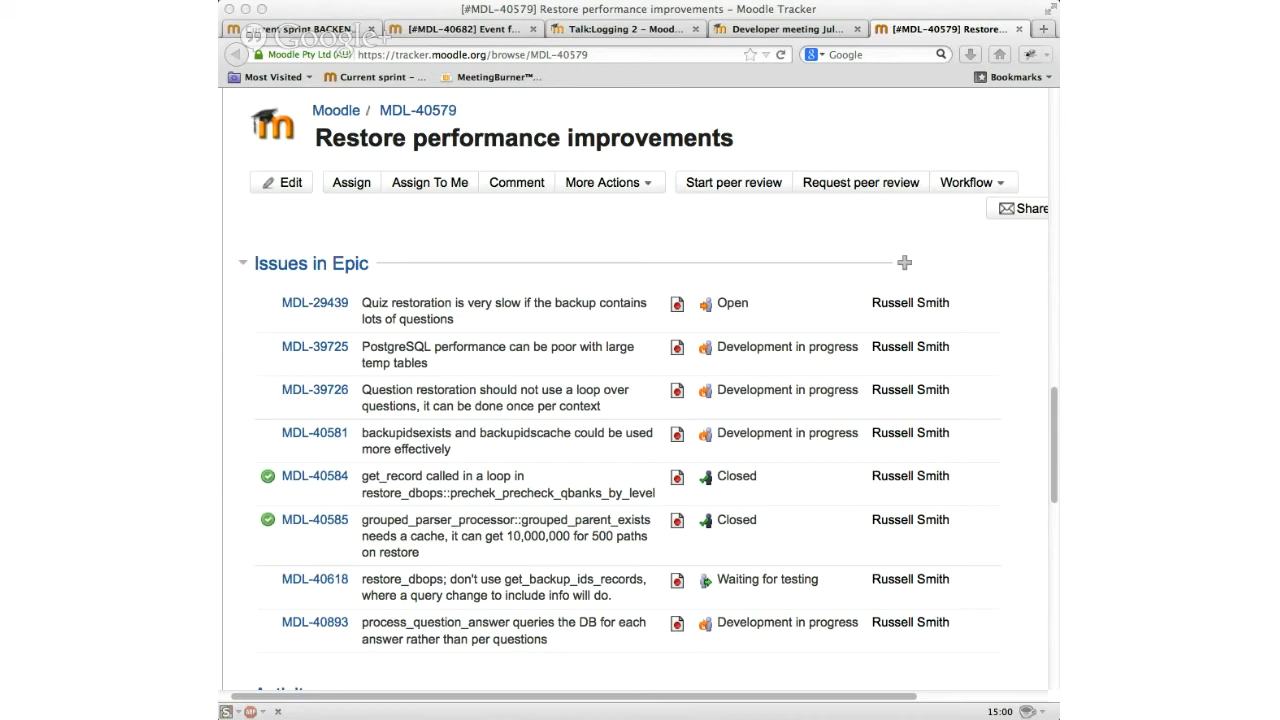 [#MDL-40579] Restore performance improvements – Moodle Tracker
Google+
sprint BACKEN...
[#MDL-40682] Event f...
Talk:Logging 2 – Mood...
Developer meeting Jul...
[#MDL-40579] Restore...
Moodle Pty Ltd (AU)
https://tracker.moodle.org/browse/MDL-40579
Google
Most Visited
Current sprint – ...
MeetingBurner™...
Bookmarks
Moodle / MDL-40579
Restore performance improvements
Edit
Assign
Assign To Me
Comment
More Actions
Start peer review
Request peer review
Workflow
Share
Issues in Epic
MDL-29439 Quiz restoration is very slow if the backup contains Open Russell Smith
lots of questions
MDL-39725 PostgreSQL performance can be poor with large Development in progress Russell Smith
temp tables
MDL-39726 Question restoration should not use a loop over Development in progress Russell Smith
questions, it can be done once per context
MDL-40581 backupidsexists and backupidscache could be used Development in progress Russell Smith
more effectively
MDL-40584 get_record called in a loop in Closed Russell Smith
restore_dbops::prechek_precheck_qbanks_by_level
MDL-40585 grouped_parser_processor::grouped_parent_exists Closed Russell Smith
needs a cache, it can get 10,000,000 for 500 paths
on restore
MDL-40618 restore_dbops; don't use get_backup_ids_records, Waiting for testing Russell Smith
where a query change to include info will do.
MDL-40893 process_question_answer queries the DB for each Development in progress Russell Smith
answer rather than per questions
15:00